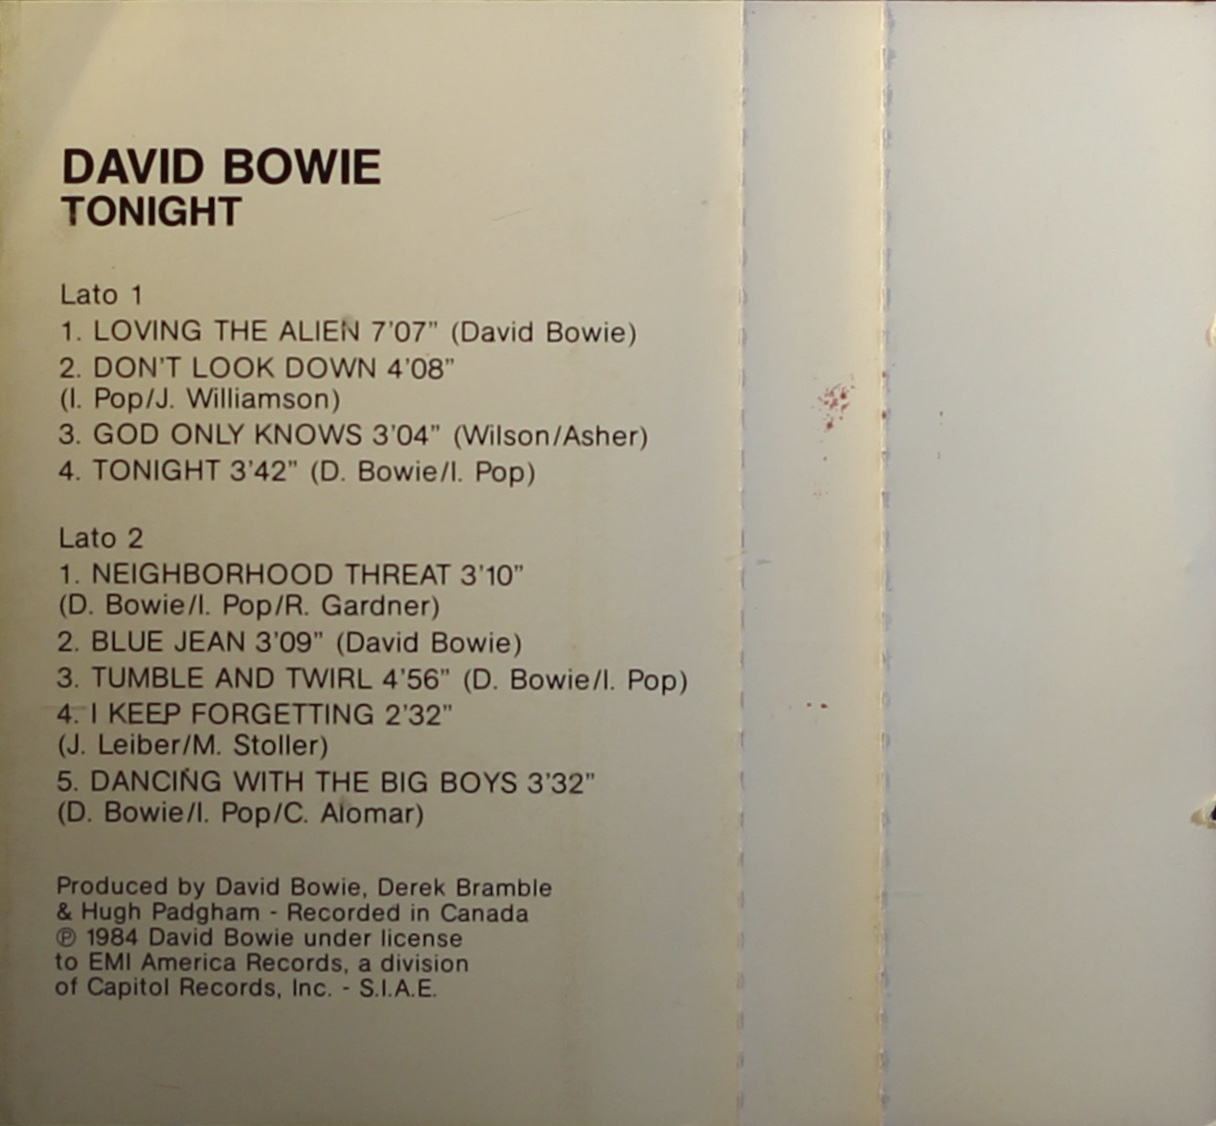 DAVID BOWIE
TONIGHT
Lato 1
1. LOVING THE ALIEN 7'07" (David Bowie)
2. DON'T LOOK DOWN 4'08"
(I. Pop/J. Williamson)
3. GOD ONLY KNOWS 3'04" (Wilson/Asher)
4. TONIGHT 3'42" (D. Bowie/I. Pop)
Lato 2
1. NEIGHBORHOOD THREAT 3'10"
(D. Bowie/I. Pop/R. Gardner)
2. BLUE JEAN 3'09" (David Bowie)
3. TUMBLE AND TWIRL 4'56" (D. Bowie/I. Pop)
4. I KEEP FORGETTING 2'32"
(J. Leiber/M. Stoller)
5. DANCING WITH THE BIG BOYS 3'32"
(D. Bowie/I. Pop/C. Alomar)
Produced by David Bowie, Derek Bramble
& Hugh Padgham - Recorded in Canada
℗ 1984 David Bowie under license
to EMI America Records, a division
of Capitol Records, Inc. - S.I.A.E.